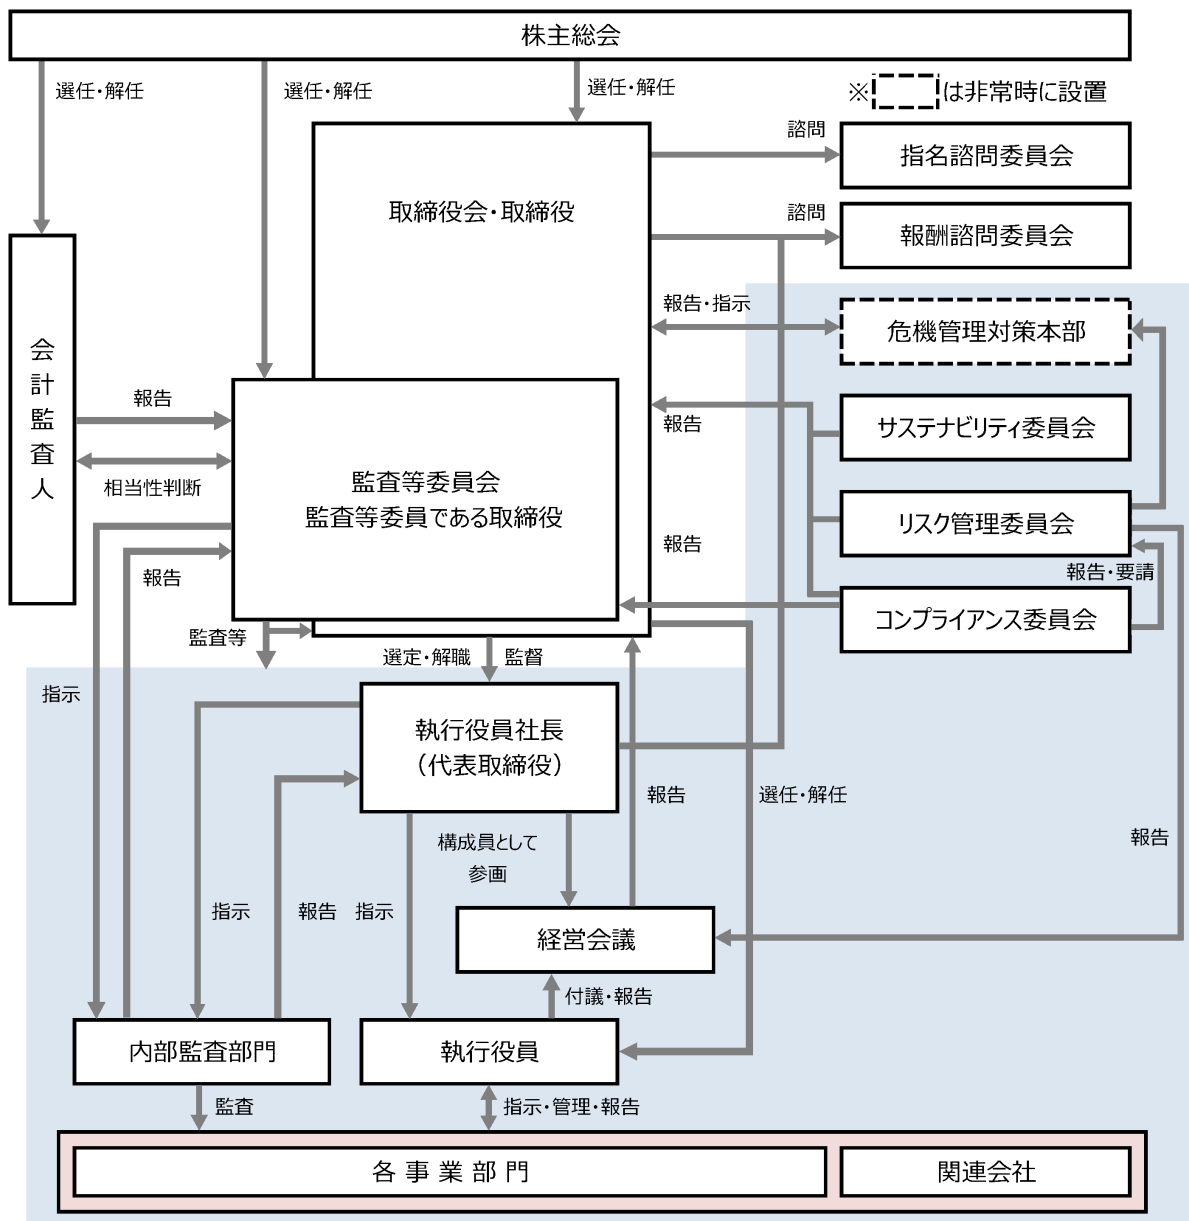 株主総会
選任・解任
選任・解任
選任・解任
※ は非常時に設置
諮問
指名諮問委員会
取締役会・取締役
諮問
報酬諮問委員会
報告・指示
危機管理対策本部
会計監査人
報告
報告
サステナビリティ委員会
相当性判断
監査等委員会
監査等委員である取締役
リスク管理委員会
報告
報告
報告・要請
コンプライアンス委員会
監査等
選定・解職
監督
指示
執行役員社長
（代表取締役）
報告
選任・解任
報告
構成員として
参画
指示
報告
指示
経営会議
付議・報告
内部監査部門
執行役員
監査
指示・管理・報告
各事業部門
関連会社